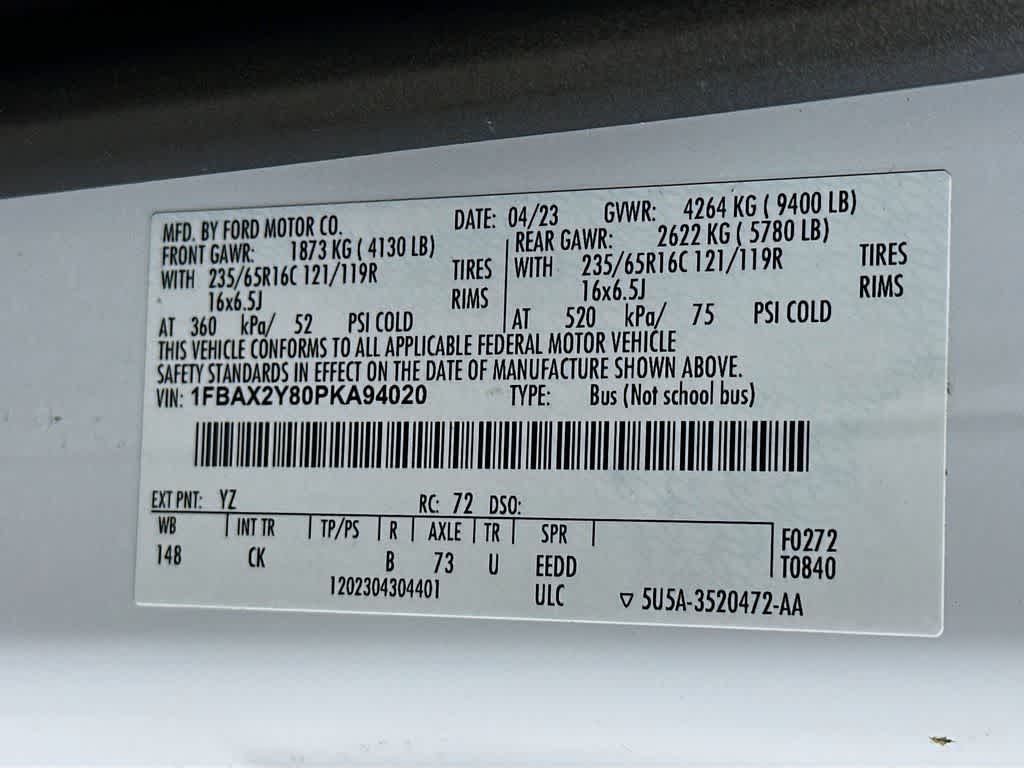 MFD. BY FORD MOTOR CO. DATE: 04/23 GVWR: 4264 KG ( 9400 LB)
FRONT GAWR: 1873 KG ( 4130 LB) REAR GAWR: 2622 KG ( 5780 LB)
WITH 235/65R16C 121/119R TIRES WITH 235/65R16C 121/119R TIRES
16x6.5J RIMS 16x6.5J RIMS
AT 360 kPa/ 52 PSI COLD AT 520 kPa/ 75 PSI COLD
THIS VEHICLE CONFORMS TO ALL APPLICABLE FEDERAL MOTOR VEHICLE
SAFETY STANDARDS IN EFFECT ON THE DATE OF MANUFACTURE SHOWN ABOVE.
VIN: 1FBAX2Y80PKA94020 TYPE: Bus (Not school bus)
EXT PNT: YZ RC: 72 DSO:
WB INT TR TP/PS R AXLE TR SPR F0272
148 CK B 73 U EEDD T0840
1202304304401 ULC ▽ 5U5A-3520472-AA